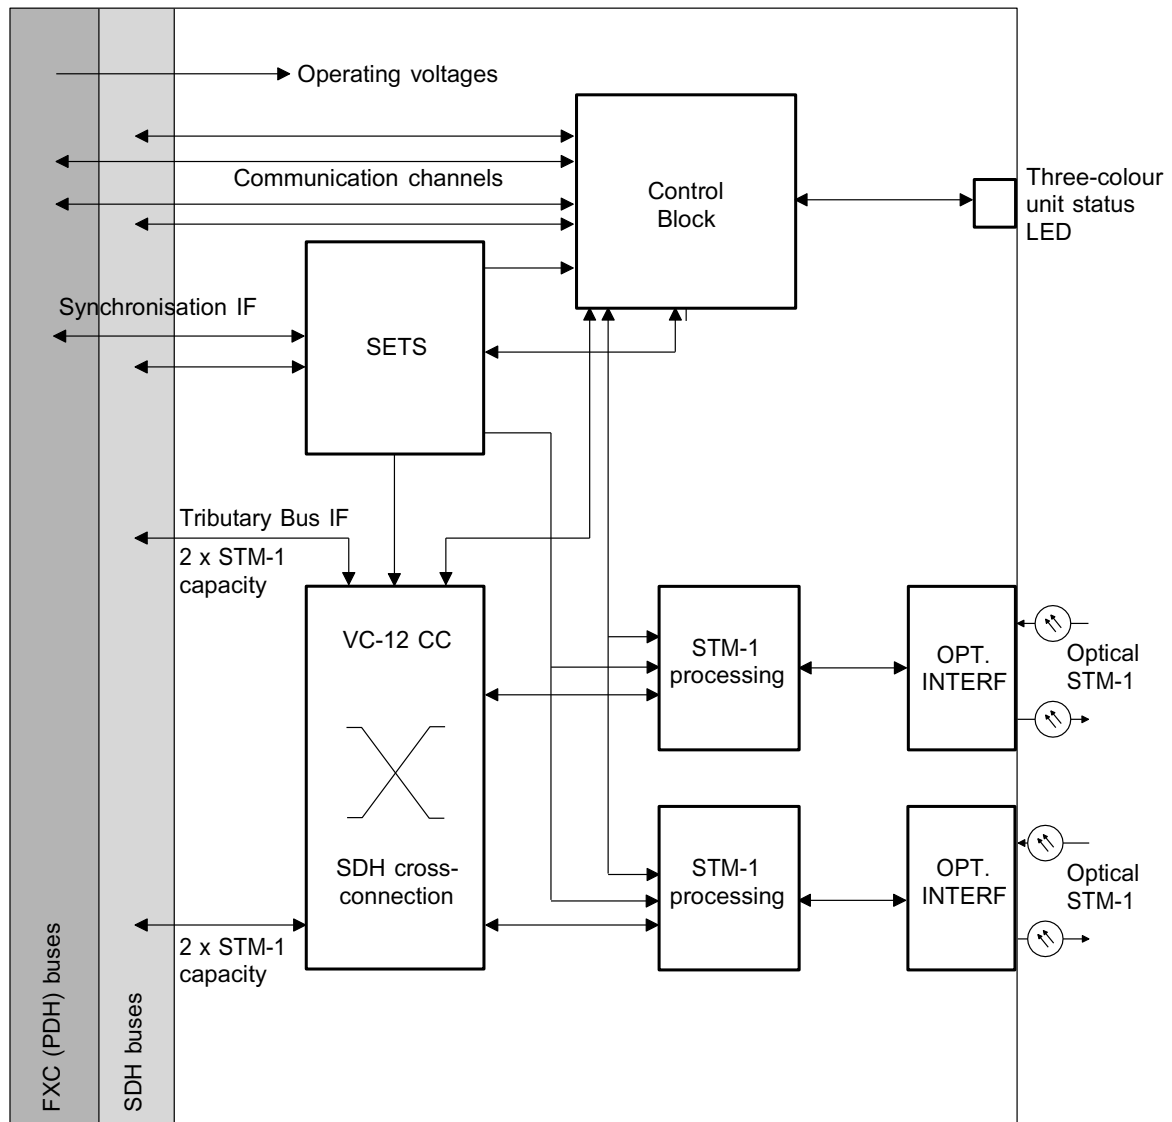 Operating voltages
Communication channels
Control
Block
Three-colour
unit status
LED
Synchronisation IF
SETS
Tributary Bus IF
2 x STM-1
capacity
VC-12 CC
SDH cross-
connection
STM-1
processing
OPT.
INTERF
Optical
STM-1
STM-1
processing
OPT.
INTERF
Optical
STM-1
2 x STM-1
capacity
FXC (PDH) buses
SDH buses